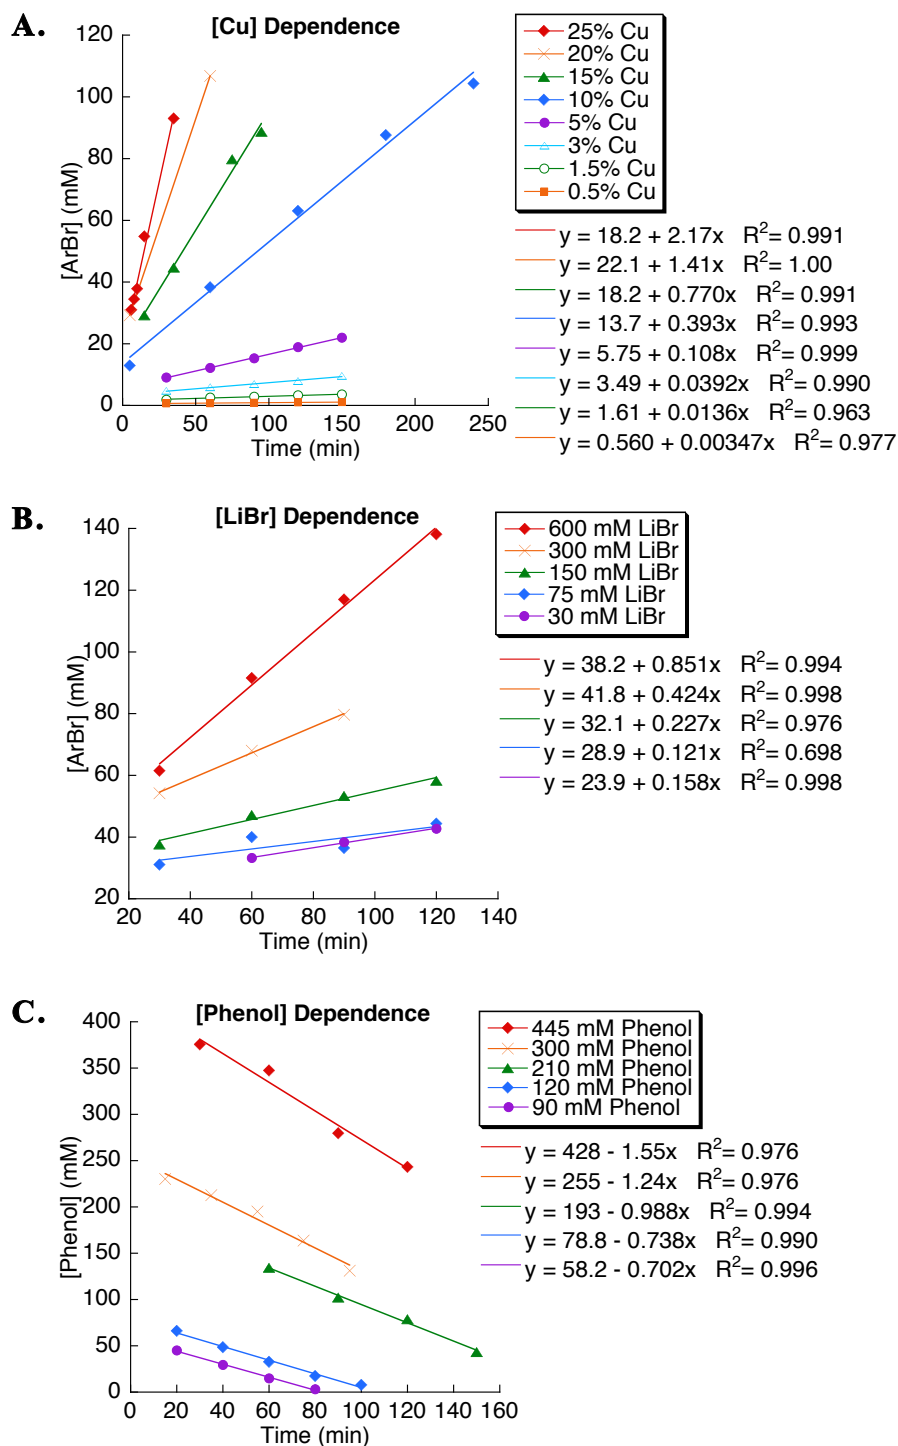 A.
[Cu] Dependence
120
100
80
60
40
20
0
[ArBr] (mM)
0 50 100 150 200 250
Time (min)
25% Cu
20% Cu
15% Cu
10% Cu
5% Cu
3% Cu
1.5% Cu
0.5% Cu
y = 18.2 + 2.17x R²= 0.991
y = 22.1 + 1.41x R²= 1.00
y = 18.2 + 0.770x R²= 0.991
y = 13.7 + 0.393x R²= 0.993
y = 5.75 + 0.108x R²= 0.999
y = 3.49 + 0.0392x R²= 0.990
y = 1.61 + 0.0136x R²= 0.963
y = 0.560 + 0.00347x R²= 0.977
B.
[LiBr] Dependence
140
120
100
80
60
40
20
[ArBr] (mM)
20 40 60 80 100 120 140
Time (min)
600 mM LiBr
300 mM LiBr
150 mM LiBr
75 mM LiBr
30 mM LiBr
y = 38.2 + 0.851x R²= 0.994
y = 41.8 + 0.424x R²= 0.998
y = 32.1 + 0.227x R²= 0.976
y = 28.9 + 0.121x R²= 0.698
y = 23.9 + 0.158x R²= 0.998
C.
[Phenol] Dependence
400
350
300
250
200
150
100
50
0
[Phenol] (mM)
0 20 40 60 80 100 120 140 160
Time (min)
445 mM Phenol
300 mM Phenol
210 mM Phenol
120 mM Phenol
90 mM Phenol
y = 428 - 1.55x R²= 0.976
y = 255 - 1.24x R²= 0.976
y = 193 - 0.988x R²= 0.994
y = 78.8 - 0.738x R²= 0.990
y = 58.2 - 0.702x R²= 0.996